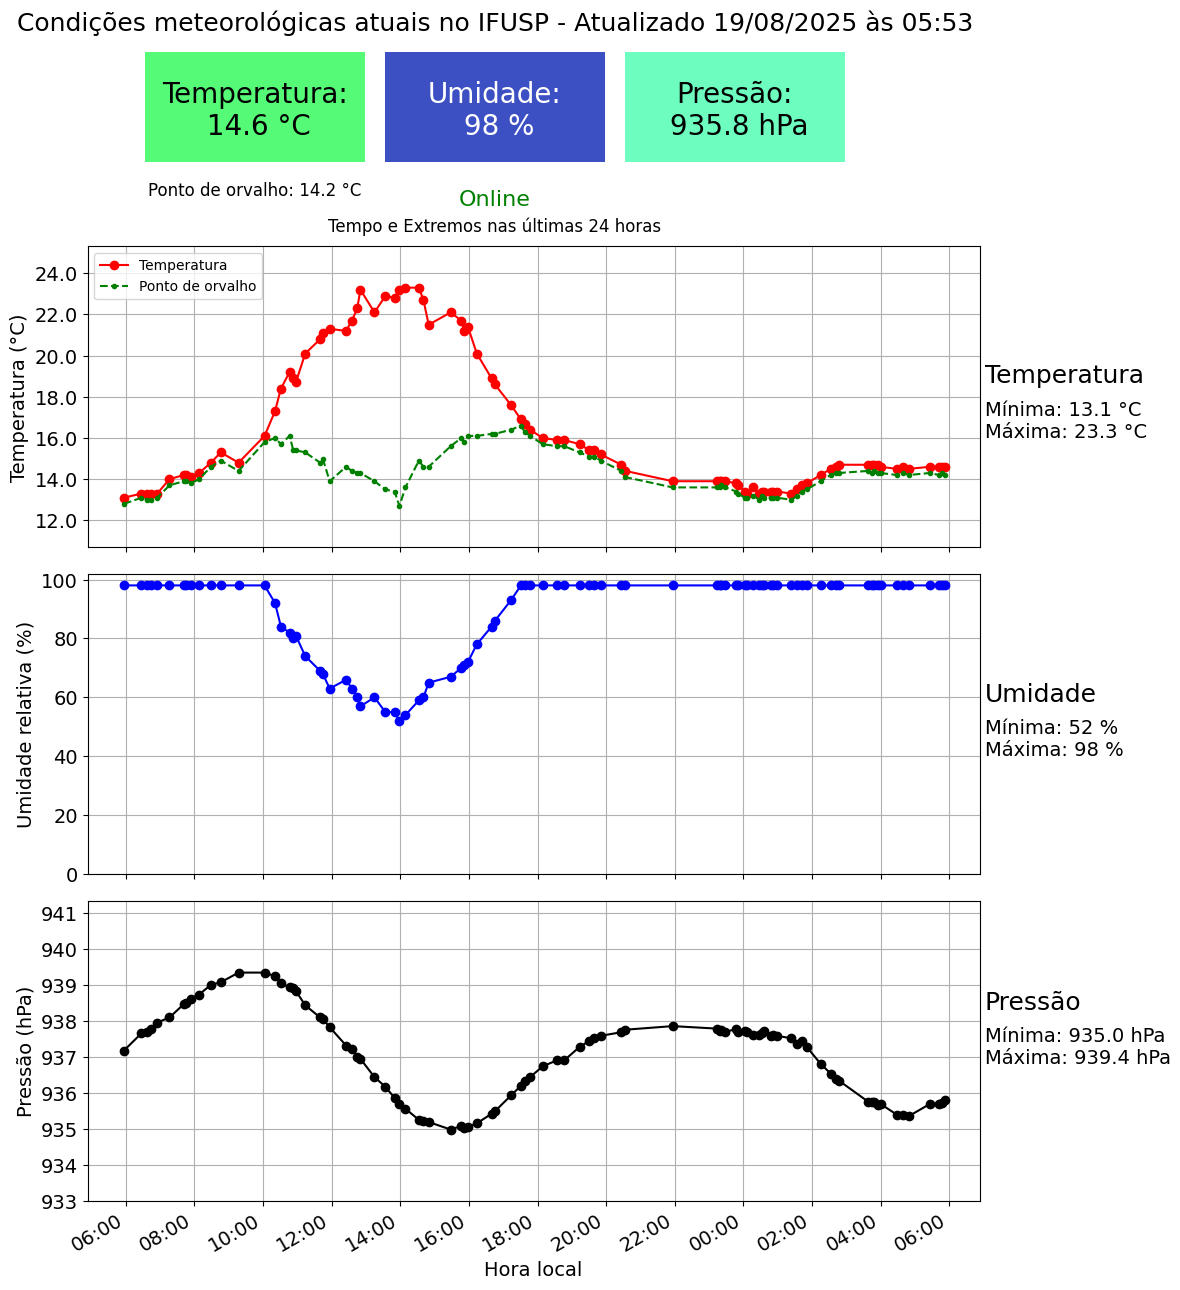 Condições meteorológicas atuais no IFUSP - Atualizado 19/08/2025 às 05:53
Temperatura:
14.6 °C
Umidade:
98 %
Pressão:
935.8 hPa
Ponto de orvalho: 14.2 °C
Online
Tempo e Extremos nas últimas 24 horas
Temperatura (°C)
24.0
22.0
20.0
18.0
16.0
14.0
12.0
Temperatura
Ponto de orvalho
Temperatura
Mínima: 13.1 °C
Máxima: 23.3 °C
Umidade relativa (%)
100
80
60
40
20
0
Umidade
Mínima: 52 %
Máxima: 98 %
Pressão (hPa)
941
940
939
938
937
936
935
934
933
Pressão
Mínima: 935.0 hPa
Máxima: 939.4 hPa
06:00 08:00 10:00 12:00 14:00 16:00 18:00 20:00 22:00 00:00 02:00 04:00 06:00
Hora local